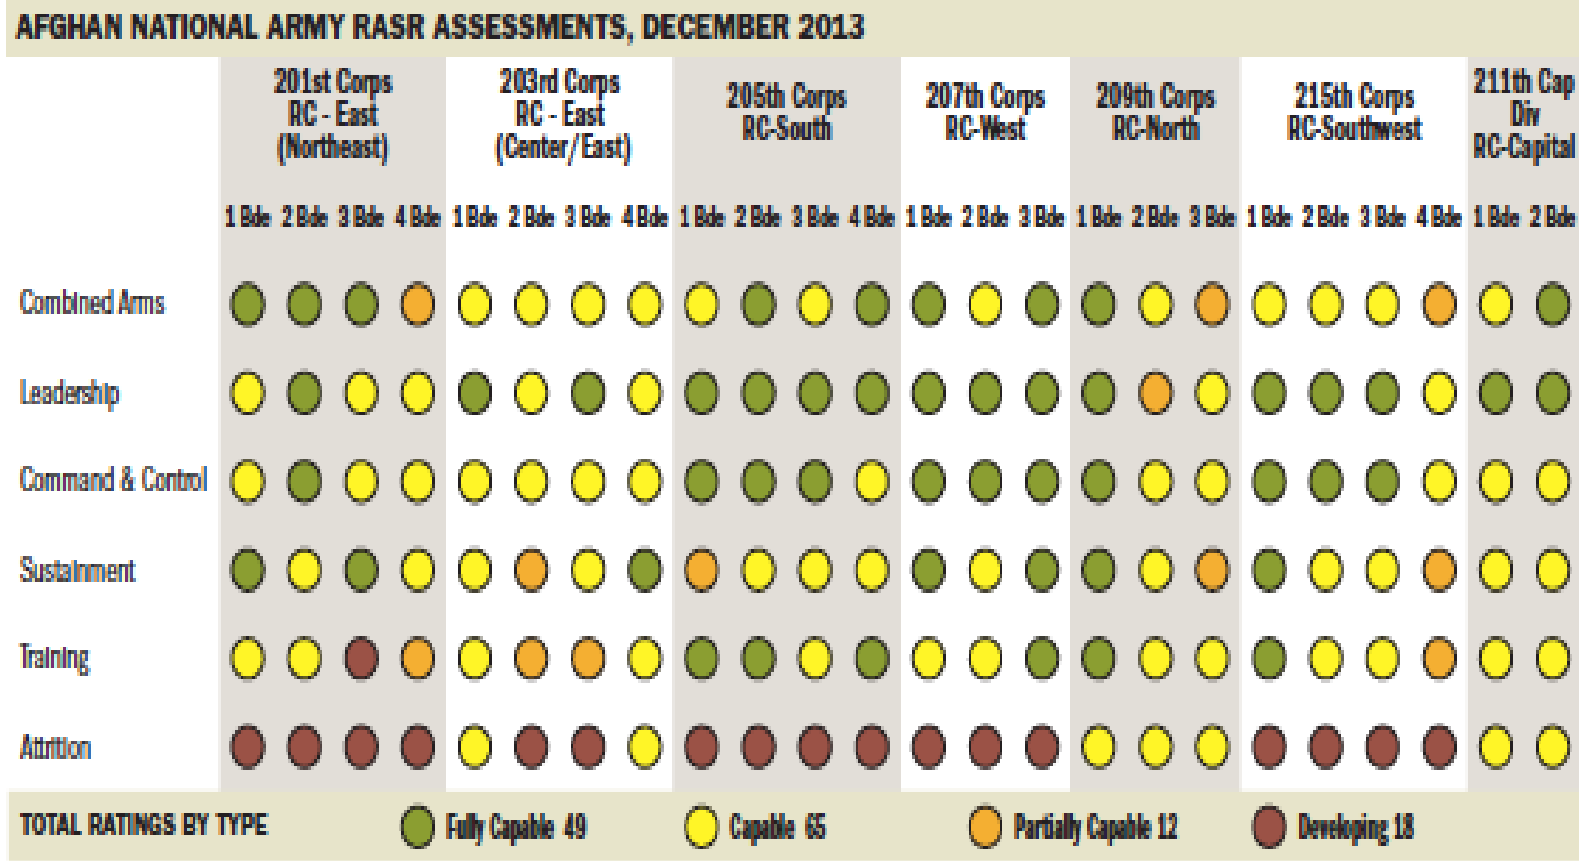 AFGHAN NATIONAL ARMY RASR ASSESSMENTS, DECEMBER 2013
201st Corps
RC - East
(Northeast)
203rd Corps
RC - East
(Center/East)
205th Corps
RC-South
207th Corps
RC-West
209th Corps
RC-North
215th Corps
RC-Southwest
211th Cap
Div
RC-Capital
1 Bde 2 Bde 3 Bde 4 Bde 1 Bde 2 Bde 3 Bde 4 Bde 1 Bde 2 Bde 3 Bde 4 Bde 1 Bde 2 Bde 3 Bde 1 Bde 2 Bde 3 Bde 1 Bde 2 Bde 3 Bde 4 Bde 1 Bde 2 Bde
Combined Arms
Leadership
Command & Control
Sustainment
Training
Attrition
TOTAL RATINGS BY TYPE Fully Capable 49 Capable 65 Partially Capable 12 Developing 18